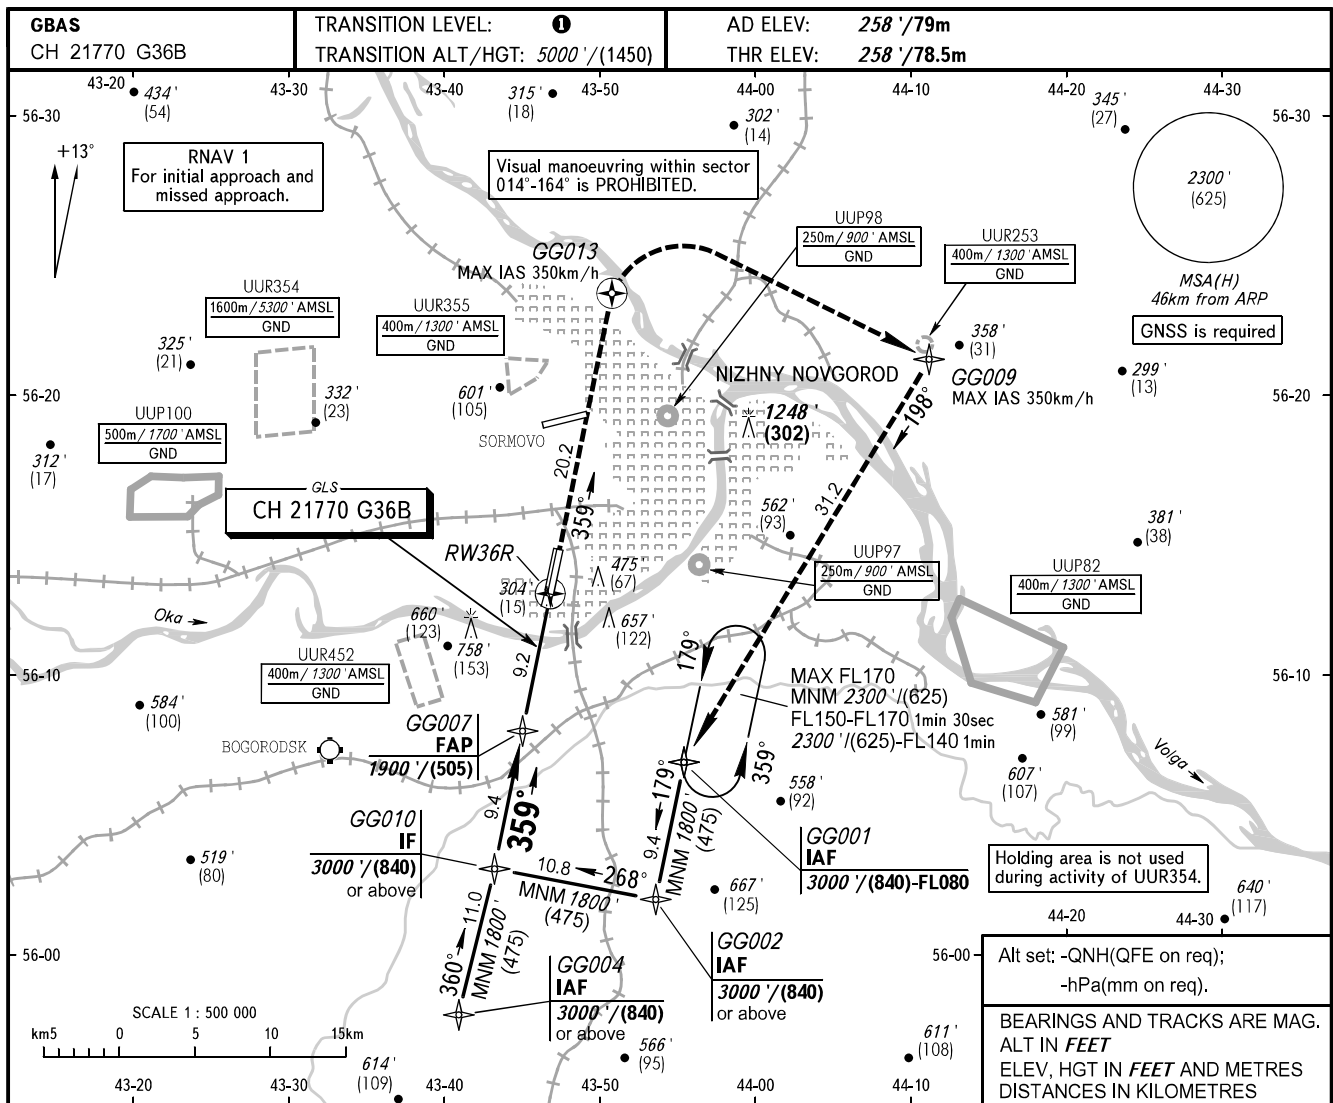 GBAS
CH 21770 G36B
TRANSITION LEVEL: 1
TRANSITION ALT/HGT: 5000 '/(1450)
AD ELEV: 258 '/79m
THR ELEV: 258 '/78.5m
43-20
43-30
43-40
43-50
44-00
44-10
44-20
44-30
56-30
56-30
434 '
(54)
315 '
(18)
302 '
(14)
345 '
(27)
+13°
RNAV 1
For initial approach and
missed approach.
Visual manoeuvring within sector
014°-164° is PROHIBITED.
2300 '
(625)
MSA(H)
46km from ARP
GNSS is required
UUP98
250m/900 ' AMSL
GND
UUR253
400m/1300 ' AMSL
GND
GG013
MAX IAS 350km/h
UUR354
1600m/5300 ' AMSL
GND
UUR355
400m/1300 ' AMSL
GND
325 '
(21)
358 '
(31)
299 '
(13)
332 '
(23)
601 '
(105)
NIZHNY NOVGOROD
GG009
MAX IAS 350km/h
56-20
56-20
UUP100
500m/1700 ' AMSL
GND
SORMOVO
1248 '
(302)
198°
312 '
(17)
20.2
31.2
GLS
CH 21770 G36B
359°
562 '
(93)
381 '
(38)
RW36R
304 '
(15)
475
(67)
UUP97
250m/900 ' AMSL
GND
UUP82
400m/1300 ' AMSL
GND
Oka
660 '
(123)
758 '
(153)
657 '
(122)
UUR452
400m/1300 ' AMSL
GND
9.2
179°
56-10
56-10
MAX FL170
MNM 2300 '/(625)
FL150-FL170 1min 30sec
2300 '/(625)-FL140 1min
584 '
(100)
581 '
(99)
GG007
FAP
1900 '/(505)
BOGORODSK
359°
Volga
607 '
(107)
179°
558 '
(92)
9.4
359°
9.4
MNM 1800 '
(475)
GG010
IF
3000 '/(840)
or above
GG001
IAF
3000 '/(840)-FL080
519 '
(80)
10.8
268°
MNM 1800 '
(475)
Holding area is not used
during activity of UUR354.
667 '
(125)
640 '
(117)
11.0
360°
MNM 1800 '
(475)
44-20
44-30
56-00
56-00
GG004
IAF
3000 '/(840)
or above
GG002
IAF
3000 '/(840)
or above
Alt set: -QNH(QFE on req);
-hPa(mm on req).
SCALE 1 : 500 000
km5 0 5 10 15km
566 '
(95)
611 '
(108)
614 '
(109)
BEARINGS AND TRACKS ARE MAG.
ALT IN FEET
ELEV, HGT IN FEET AND METRES
DISTANCES IN KILOMETRES
43-20
43-30
43-40
43-50
44-00
44-10